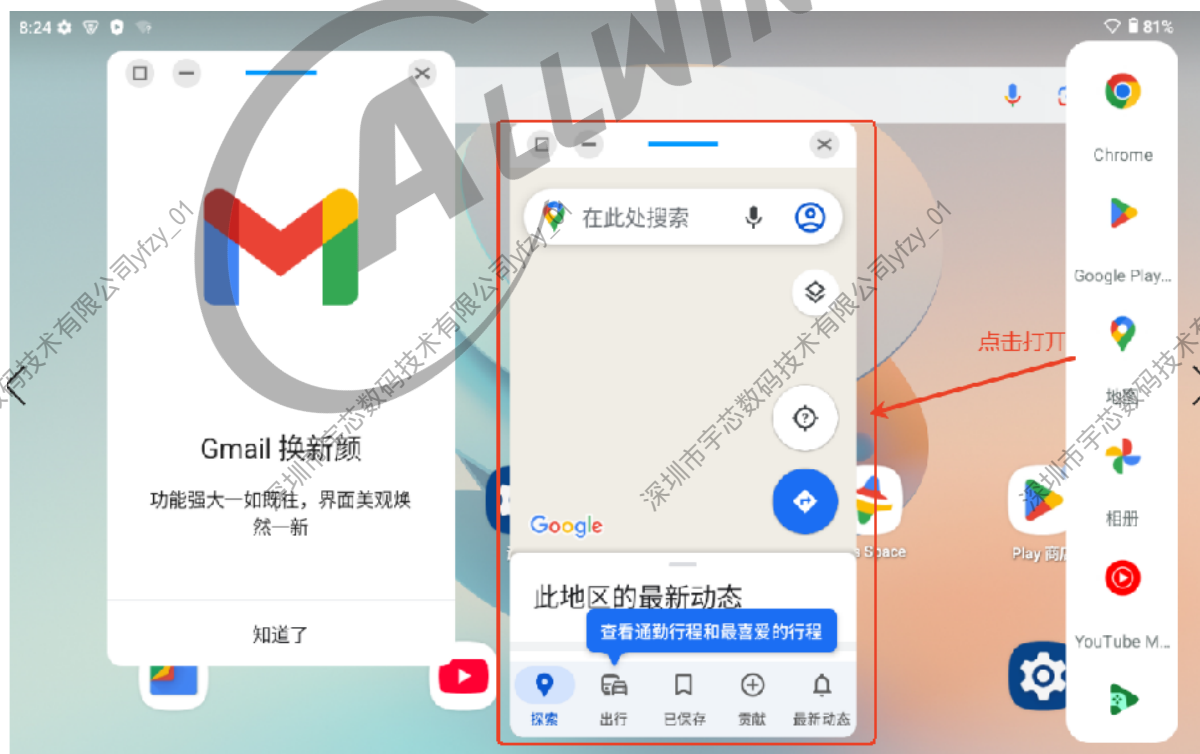 8:24
81%
ALLWIN
Gmail 换新颜
功能强大一如既往，界面美观焕
然一新
知道了
在此处搜索
Google
此地区的最新动态
查看通勤行程和最喜爱的行程
探索
出行
已保存
贡献
最新动态
Space
Play 商店
点击打开
Chrome
Google Play...
地图
相册
YouTube M...
深圳市宇芯数码技术有限公司yfzy_01
深圳市宇芯数码技术有限公司yfzy_01
深圳市宇芯数码技术有限公司yfzy_01